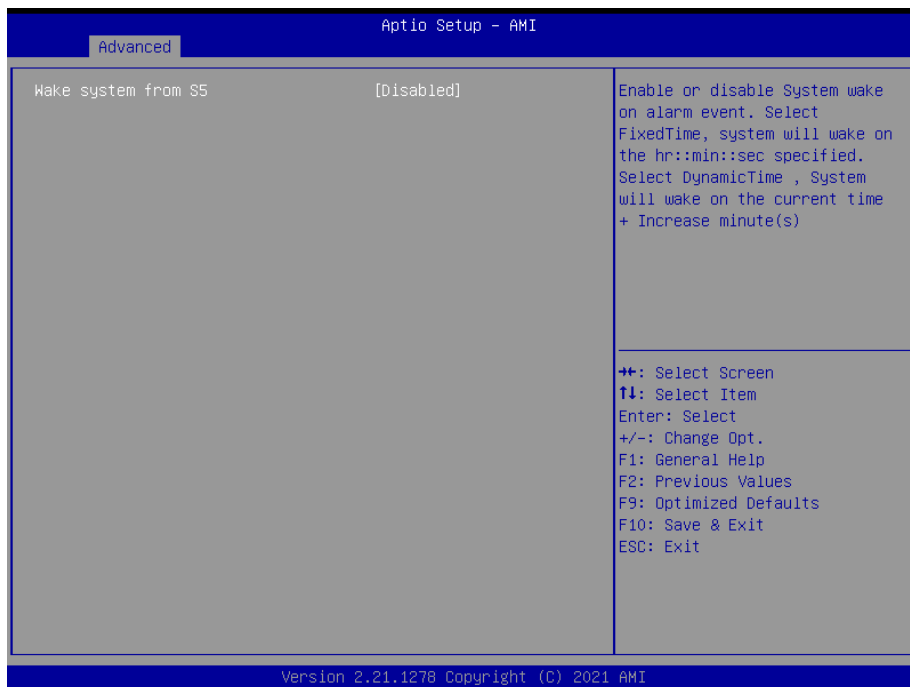 Aptio Setup - AMI
Advanced
Wake system from S5 [Disabled]
Enable or disable System wake
on alarm event. Select
FixedTime, system will wake on
the hr::min::sec specified.
Select DynamicTime , System
will wake on the current time
+ Increase minute(s)
→←: Select Screen
↑↓: Select Item
Enter: Select
+/-: Change Opt.
F1: General Help
F2: Previous Values
F9: Optimized Defaults
F10: Save & Exit
ESC: Exit
Version 2.21.1278 Copyright (C) 2021 AMI